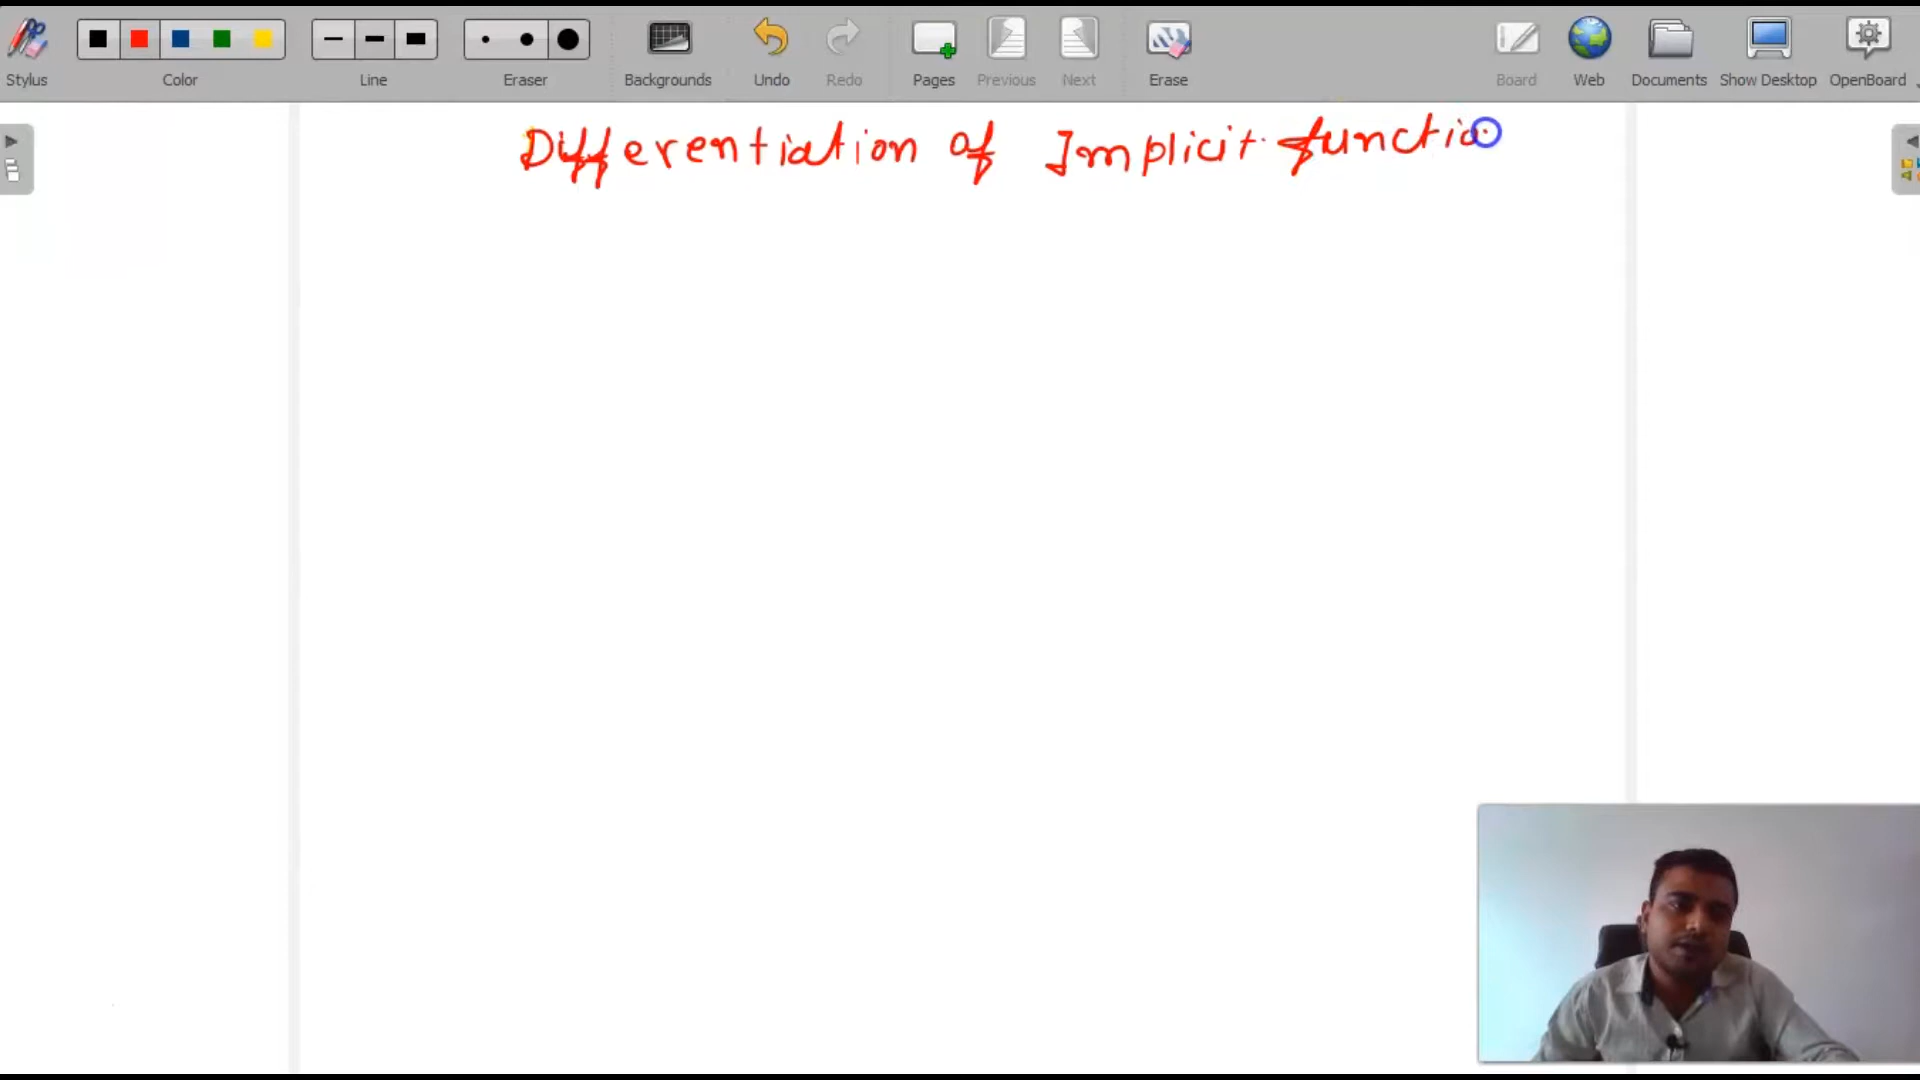 Stylus Color Line Eraser Backgrounds Undo Redo Pages Previous Next Erase Board Web Documents Show Desktop OpenBoard
Differentiation of Implicit functio